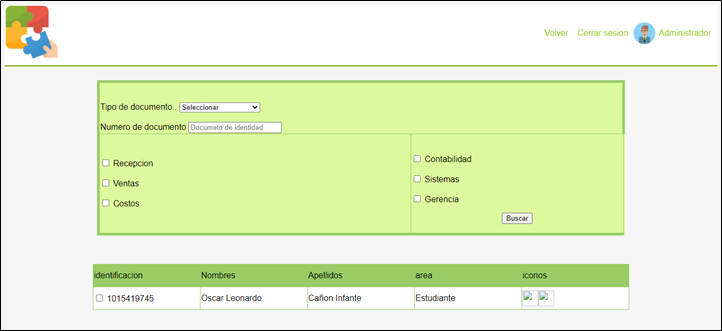 Volver Cerrar sesion Administrador
Tipo de documento.. Seleccionar
Numero de documento Documeto de identidad
Recepcion
Ventas
Costos
Contabilidad
Sistemas
Gerencia
Buscar
identificacion Nombres Apellidos area iconos
1015419745 Oscar Leonardo Cañon Infante Estudiante